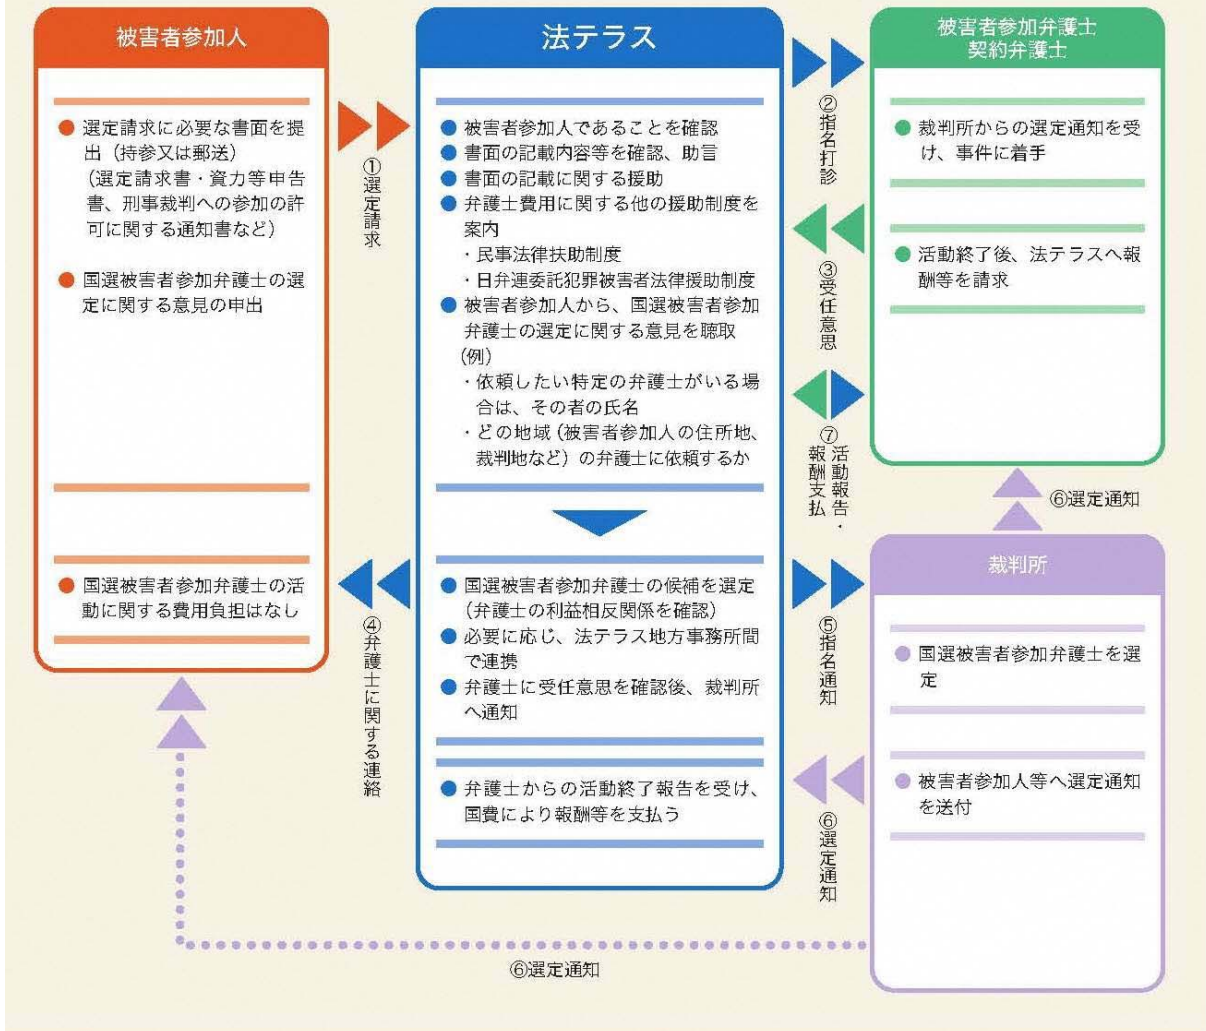 被害者参加人
● 選定請求に必要な書面を提
出（持参又は郵送）
（選定請求書・資力等申告
書、刑事裁判への参加の許
可に関する通知書など）
● 国選被害者参加弁護士の選
定に関する意見の申出
● 国選被害者参加弁護士の活
動に関する費用負担はなし
①選定請求
④弁護士に関する連絡
法テラス
● 被害者参加人であることを確認
● 書面の記載内容等を確認、助言
● 書面の記載に関する援助
● 弁護士費用に関する他の援助制度を
案内
・民事法律扶助制度
・日弁連委託犯罪被害者法律援助制度
● 被害者参加人から、国選被害者参加
弁護士の選定に関する意見を聴取
（例）
・依頼したい特定の弁護士がいる場
合は、その者の氏名
・どの地域（被害者参加人の住所地、
裁判地など）の弁護士に依頼するか
● 国選被害者参加弁護士の候補を選定
（弁護士の利益相反関係を確認）
● 必要に応じ、法テラス地方事務所間
で連携
● 弁護士に受任意思を確認後、裁判所
へ通知
● 弁護士からの活動終了報告を受け、
国費により報酬等を支払う
②指名打診
③受任意思
⑦活動報告・
報酬支払
⑤指名通知
⑥選定通知
被害者参加弁護士
契約弁護士
● 裁判所からの選定通知を受
け、事件に着手
● 活動終了後、法テラスへ報
酬等を請求
⑥選定通知
裁判所
● 国選被害者参加弁護士を選
定
● 被害者参加人等へ選定通知
を送付
⑥選定通知